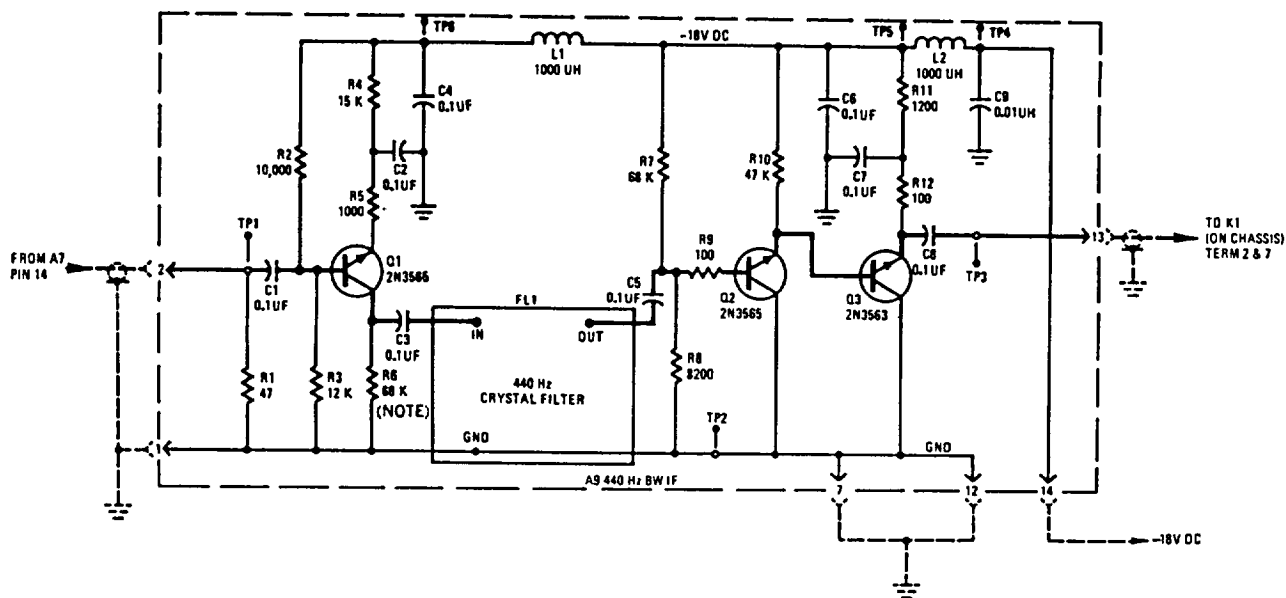 TP6
TP5
TP4
−18V DC
L1
1000 UH
L2
1000 UH
R4
15 K
C4
0.1UF
C6
0.1UF
R11
1200
C9
0.01UH
R2
10,000
C2
0.1UF
R7
68 K
R10
47 K
C7
0.1UF
R12
100
R5
1000
TP1
FROM A7
PIN 14
2
C1
0.1UF
Q1
2N3566
R9
100
Q2
2N3565
Q3
2N3563
C8
0.1UF
TP3
13
TO K1
(ON CHASSIS)
TERM 2 & 7
C5
0.1UF
FL1
IN
OUT
C3
0.1UF
R1
47
R3
12 K
R6
68 K
(NOTE)
440 Hz
CRYSTAL FILTER
R8
8200
TP2
GND
GND
1
A9 440 Hz BW IF
7
12
14
−18V DC